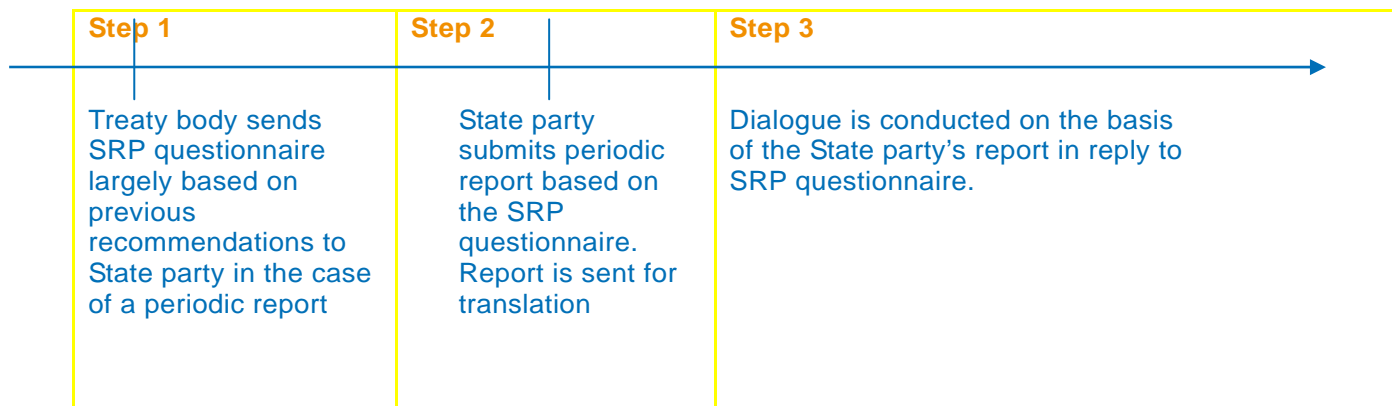 Step 1
Treaty body sends
SRP questionnaire
largely based on
previous
recommendations to
State party in the case
of a periodic report
Step 2
State party
submits periodic
report based on
the SRP
questionnaire.
Report is sent for
translation
Step 3
Dialogue is conducted on the basis
of the State party’s report in reply to
SRP questionnaire.